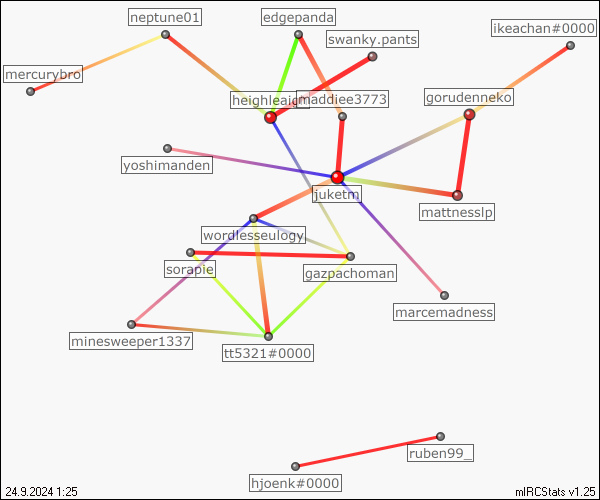 neptune01
edgepanda
swanky.pants
ikeachan#0000
mercurybro
heighleaigh
maddiee3773
gorudenneko
yoshimanden
juketm
mattnesslp
wordlesseulogy
sorapie
gazpachoman
marcemadness
minesweeper1337
tt5321#0000
ruben99_
hjoenk#0000
24.9.2024 1:25
mIRCStats v1.25